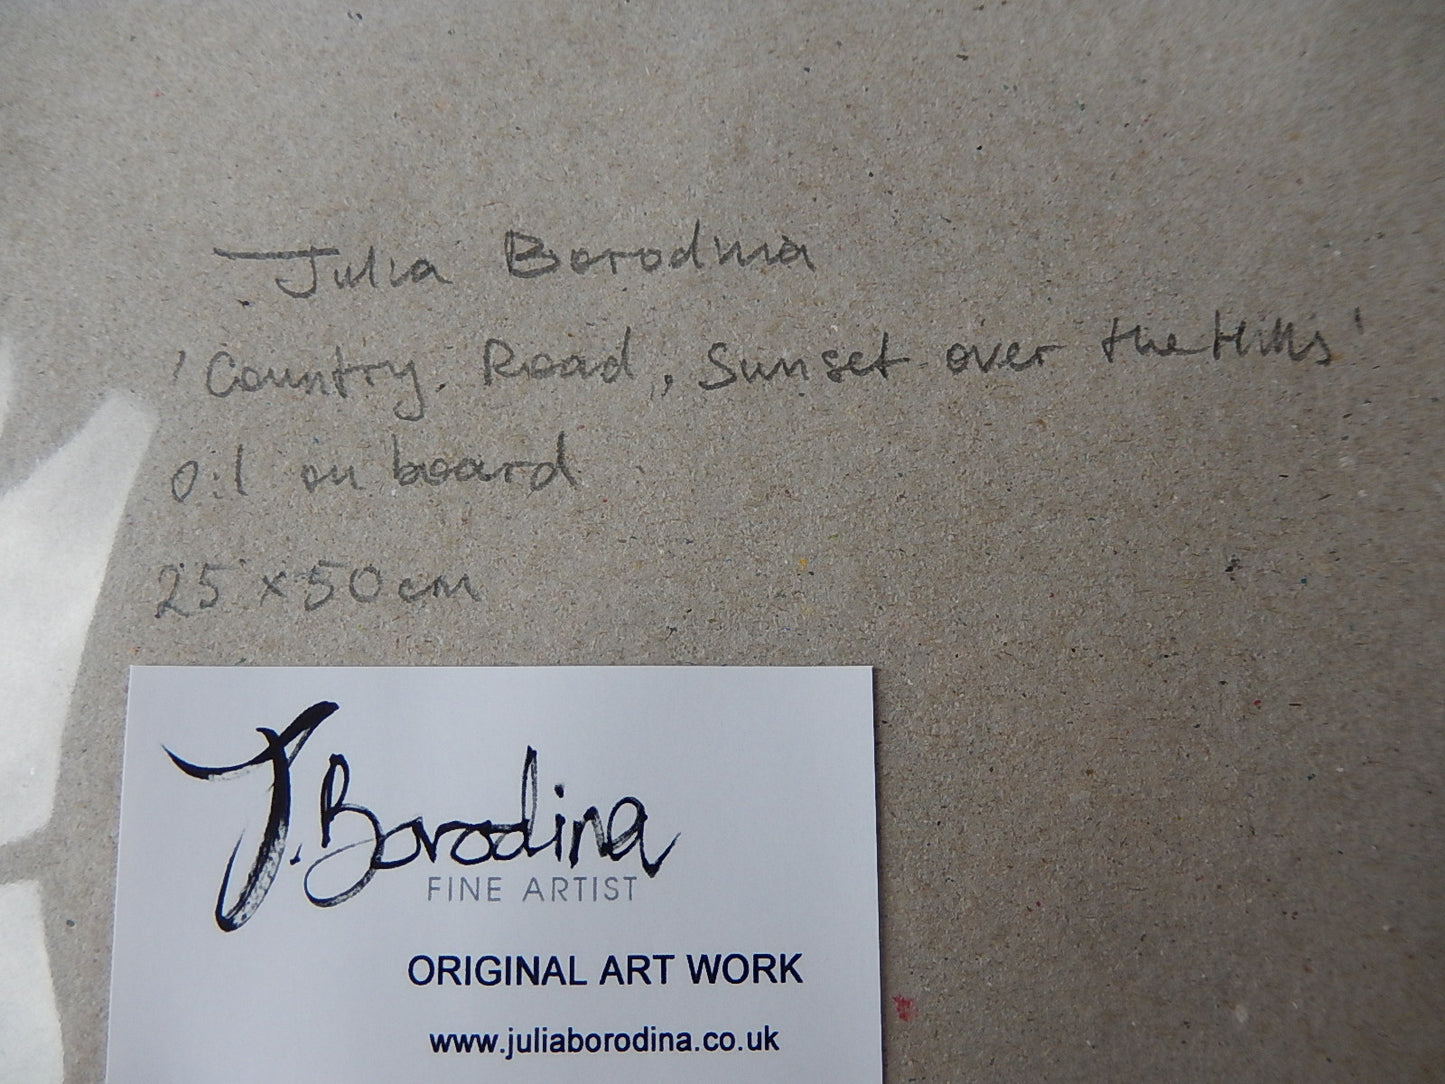 Julia Borodina
'Country Road, Sunset over the Hills'
oil on board
25 x 50 cm
J. Borodina
FINE ARTIST
ORIGINAL ART WORK
www.juliaborodina.co.uk